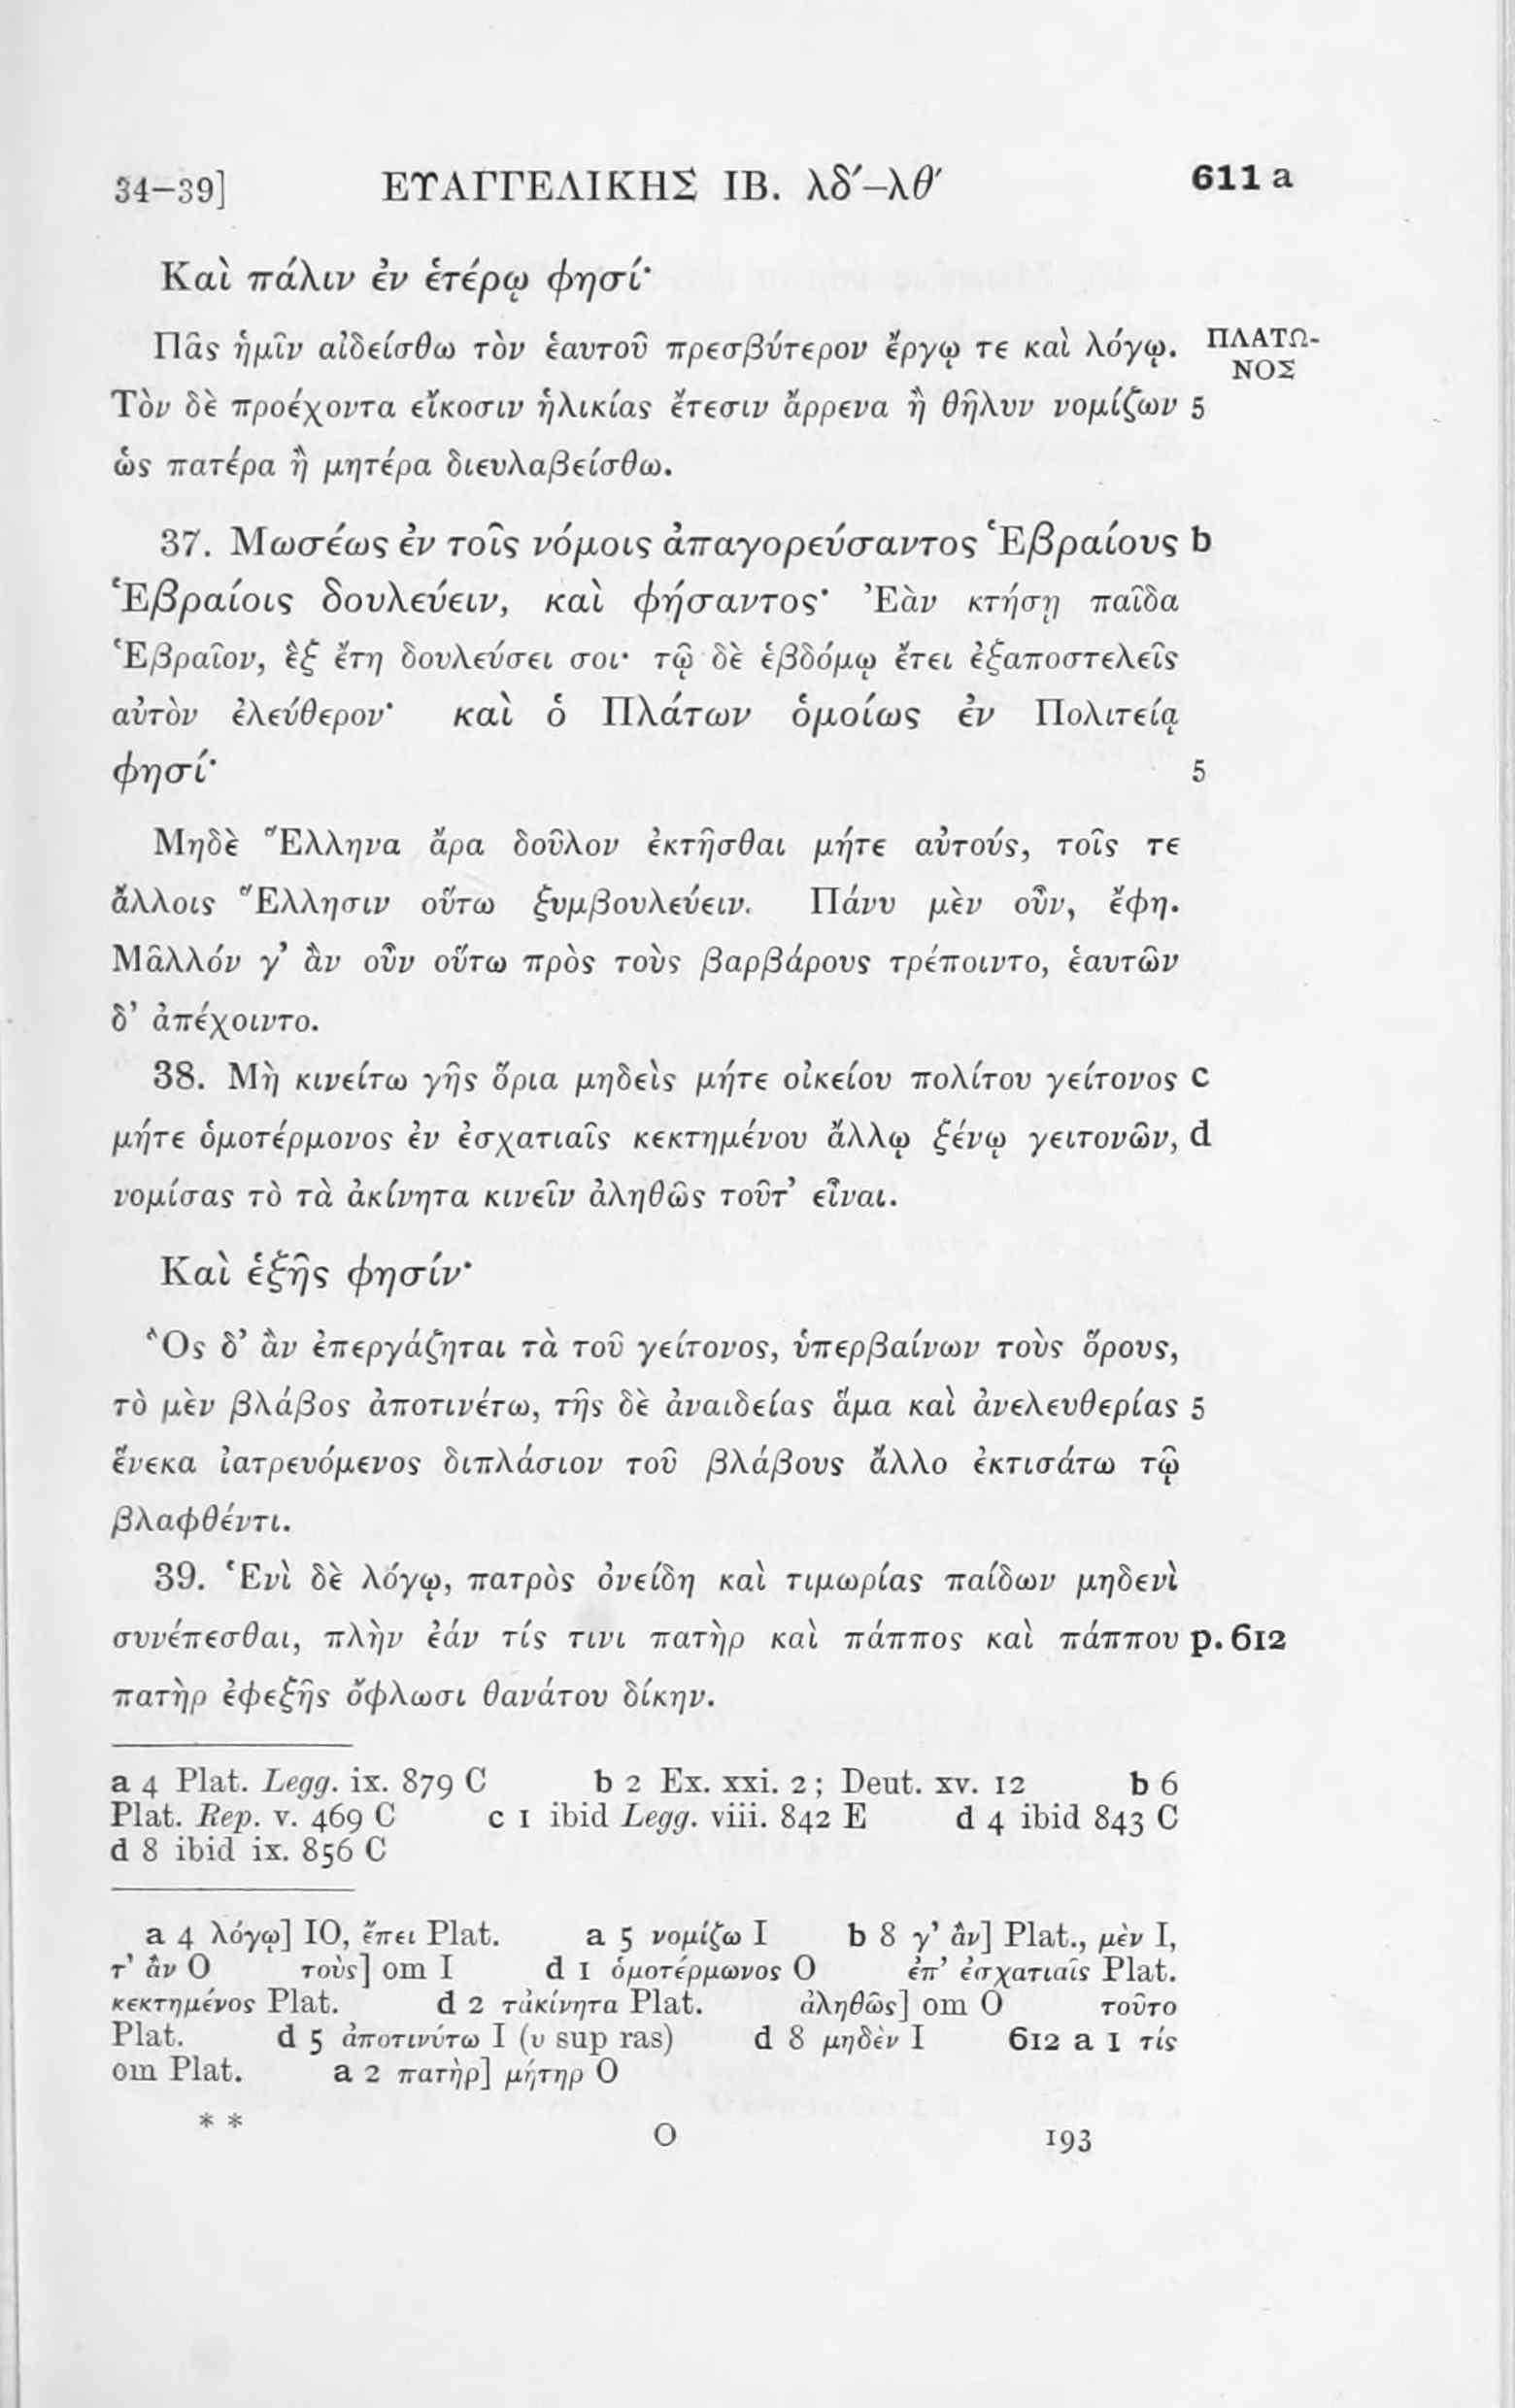 34–39] ΕΥΑΓΓΕΛΙΚΗΣ ΙΒ. λδ′–λθ′ 611 a
Καὶ πάλιν ἐν ἑτέρῳ φησί·
Πᾶς ἡμῖν αἰδείσθω τὸν ἑαυτοῦ πρεσβύτερον ἔργῳ τε καὶ λόγῳ. ΠΛΑΤΩ-
ΝΟΣ
Τὸν δὲ προέχοντα εἴκοσιν ἡλικίας ἔτεσιν ἄρρενα ἢ θῆλυν νομίζων 5
ὡς πατέρα ἢ μητέρα διευλαβείσθω.
37. Μωσέως ἐν τοῖς νόμοις ἀπαγορεύσαντος Ἑβραίους b
Ἑβραίοις δουλεύειν, καὶ φήσαντος· Ἐὰν κτήσῃ παῖδα
Ἑβραῖον, ἓξ ἔτη δουλεύσει σοι· τῷ δὲ ἑβδόμῳ ἔτει ἐξαποστελεῖς
αὐτὸν ἐλεύθερον· καὶ ὁ Πλάτων ὁμοίως ἐν Πολιτείᾳ
φησί· 5
Μηδὲ Ἕλληνα ἄρα δοῦλον ἐκτῆσθαι μήτε αὐτούς, τοῖς τε
ἄλλοις Ἕλλησιν οὕτω ξυμβουλεύειν. Πάνυ μὲν οὖν, ἔφη.
Μᾶλλόν γ’ ἂν οὖν οὕτω πρὸς τοὺς βαρβάρους τρέποιντο, ἑαυτῶν
δ’ ἀπέχοιντο.
38. Μὴ κινείτω γῆς ὅρια μηδεὶς μήτε οἰκείου πολίτου γείτονος c
μήτε ὁμοτέρμονος ἐν ἐσχατιαῖς κεκτημένου ἄλλῳ ξένῳ γειτονῶν, d
νομίσας τὸ τὰ ἀκίνητα κινεῖν ἀληθῶς τοῦτ’ εἶναι.
Καὶ ἑξῆς φησίν·
Ὃς δ’ ἂν ἐπεργάζηται τὰ τοῦ γείτονος, ὑπερβαίνων τοὺς ὅρους,
τὸ μὲν βλάβος ἀποτινέτω, τῆς δὲ ἀναιδείας ἅμα καὶ ἀνελευθερίας 5
ἕνεκα ἰατρευόμενος διπλάσιον τοῦ βλάβους ἄλλο ἐκτισάτω τῷ
βλαφθέντι.
39. Ἑνὶ δὲ λόγῳ, πατρὸς ὀνείδη καὶ τιμωρίας παίδων μηδενὶ
συνέπεσθαι, πλὴν ἐάν τίς τινι πατὴρ καὶ πάππος καὶ πάππου p. 612
πατὴρ ἐφεξῆς ὄφλωσι θανάτου δίκην.
a 4 Plat. Legg. ix. 879 C b 2 Ex. xxi. 2; Deut. xv. 12 b 6
Plat. Rep. v. 469 C c 1 ibid Legg. viii. 842 E d 4 ibid 843 C
d 8 ibid ix. 856 C
a 4 λόγῳ] IO, ἔπει Plat. a 5 νομίζω I b 8 γ’ ἂν] Plat., μὲν I,
τ’ ἂν O τοὺς] om I d 1 ὁμοτέρμωνος O ἐπ’ ἐσχατιαῖς Plat.
κεκτημένος Plat. d 2 τἀκίνητα Plat. ἀληθῶς] om O τοῦτο
Plat. d 5 ἀποτινύτω I (υ sup ras) d 8 μηδὲν I 612 a 1 τίς
om Plat. a 2 πατὴρ] μήτηρ O
* * O 193